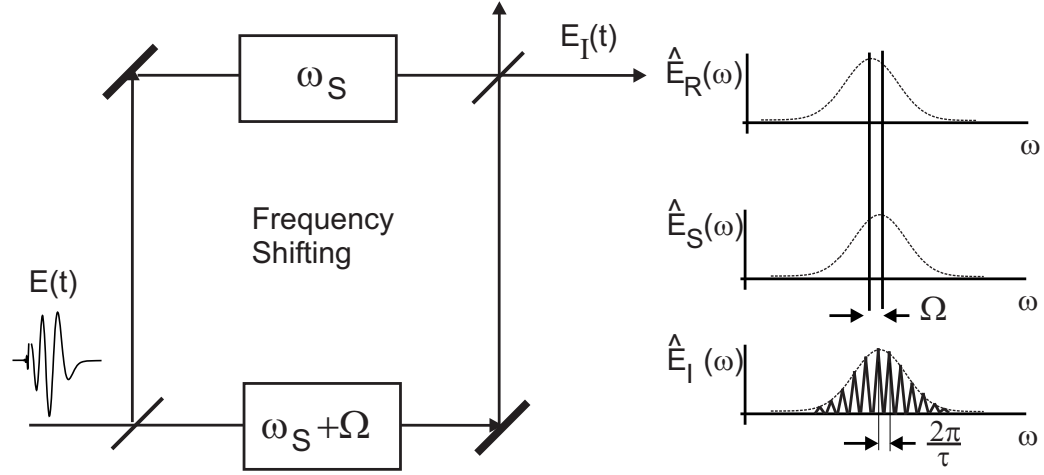 E(t)
ω_S
Frequency
Shifting
ω_S +Ω
E_I(t)
Ê_R(ω)
ω
Ê_S(ω)
ω
Ω
Ê_I (ω)
ω
2π
τ